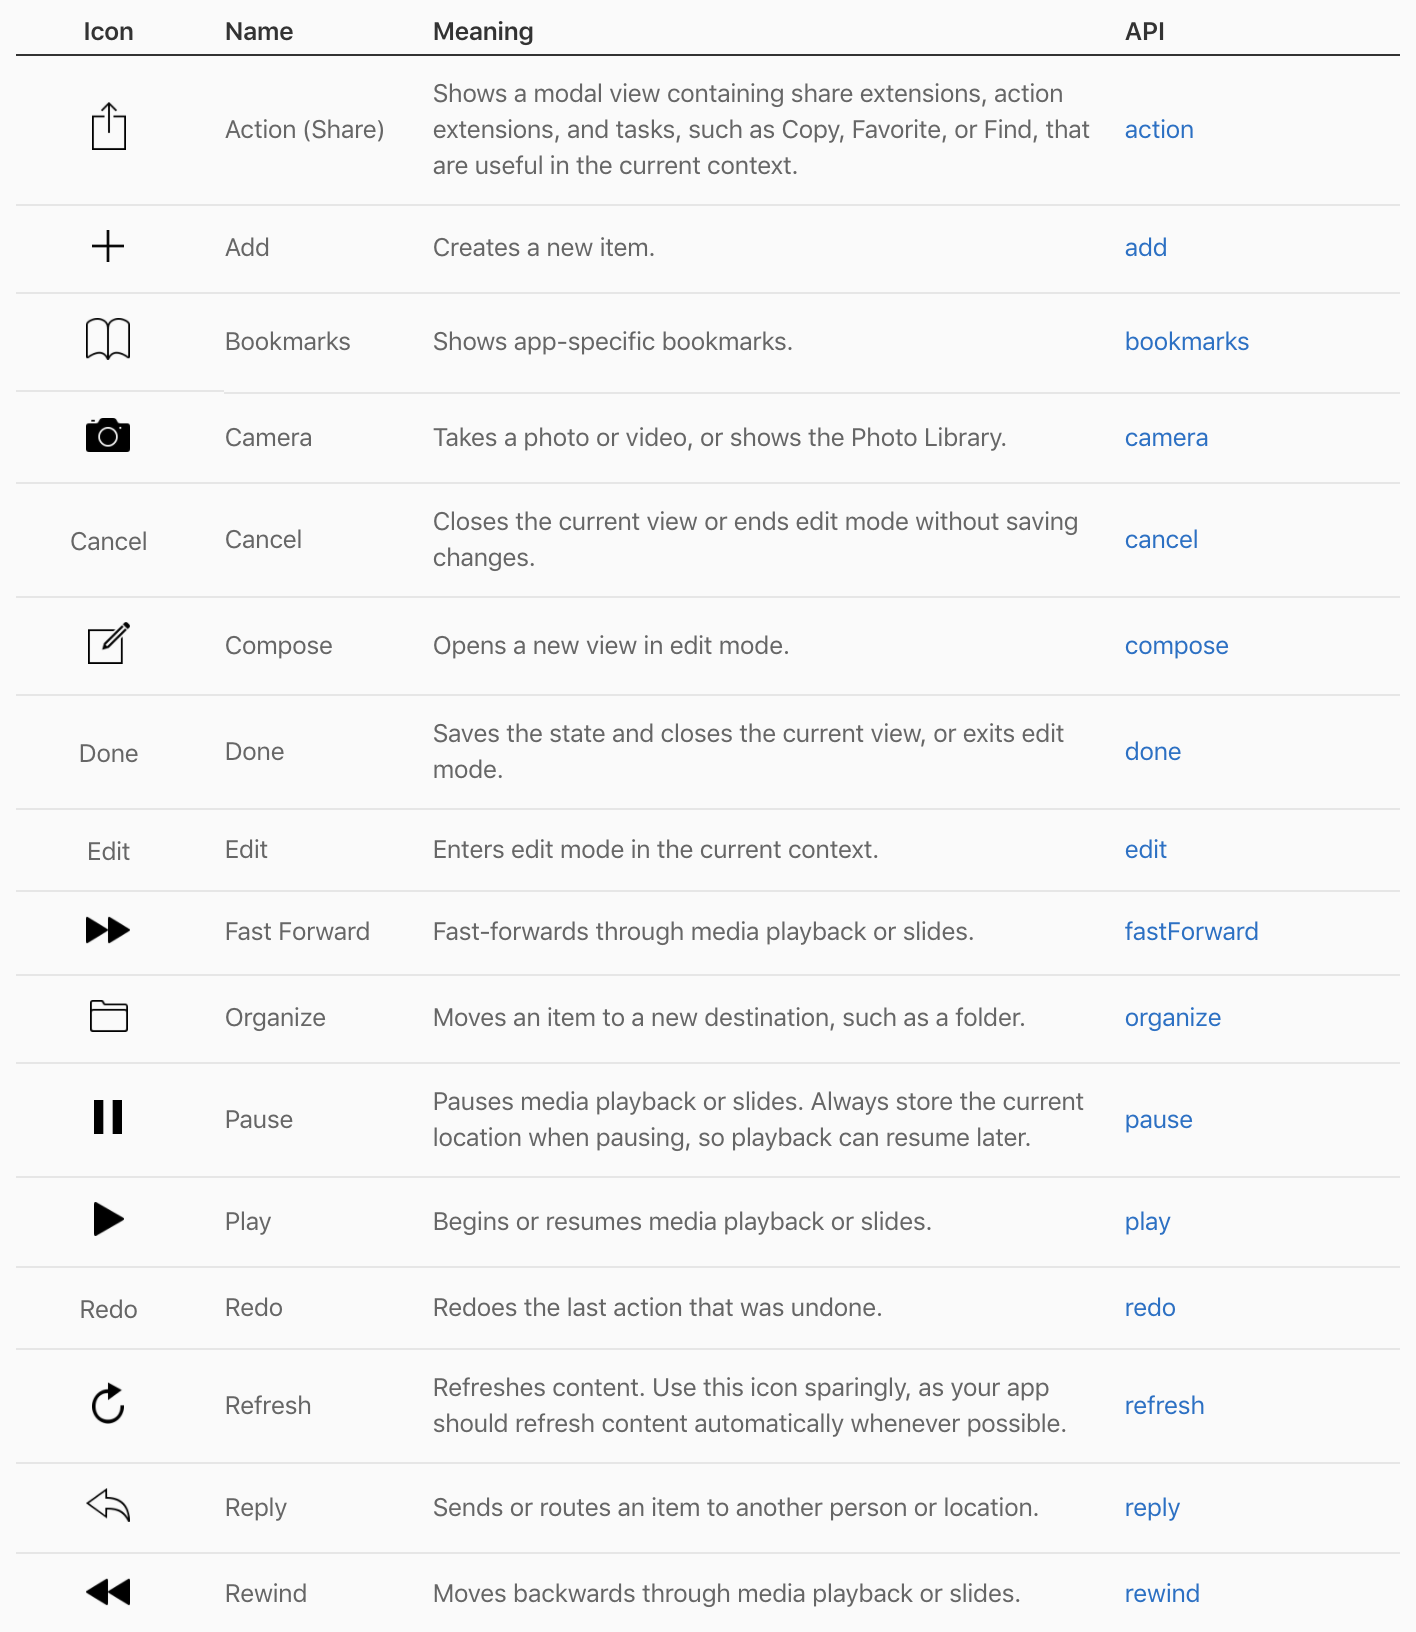 Icon Name Meaning API
Shows a modal view containing share extensions, action
Action (Share) extensions, and tasks, such as Copy, Favorite, or Find, that action
are useful in the current context.
Add Creates a new item. add
Bookmarks Shows app-specific bookmarks. bookmarks
Camera Takes a photo or video, or shows the Photo Library. camera
Cancel Cancel Closes the current view or ends edit mode without saving cancel
changes.
Compose Opens a new view in edit mode. compose
Done Done Saves the state and closes the current view, or exits edit done
mode.
Edit Edit Enters edit mode in the current context. edit
Fast Forward Fast-forwards through media playback or slides. fastForward
Organize Moves an item to a new destination, such as a folder. organize
Pause Pauses media playback or slides. Always store the current pause
location when pausing, so playback can resume later.
Play Begins or resumes media playback or slides. play
Redo Redo Redoes the last action that was undone. redo
Refresh Refreshes content. Use this icon sparingly, as your app refresh
should refresh content automatically whenever possible.
Reply Sends or routes an item to another person or location. reply
Rewind Moves backwards through media playback or slides. rewind